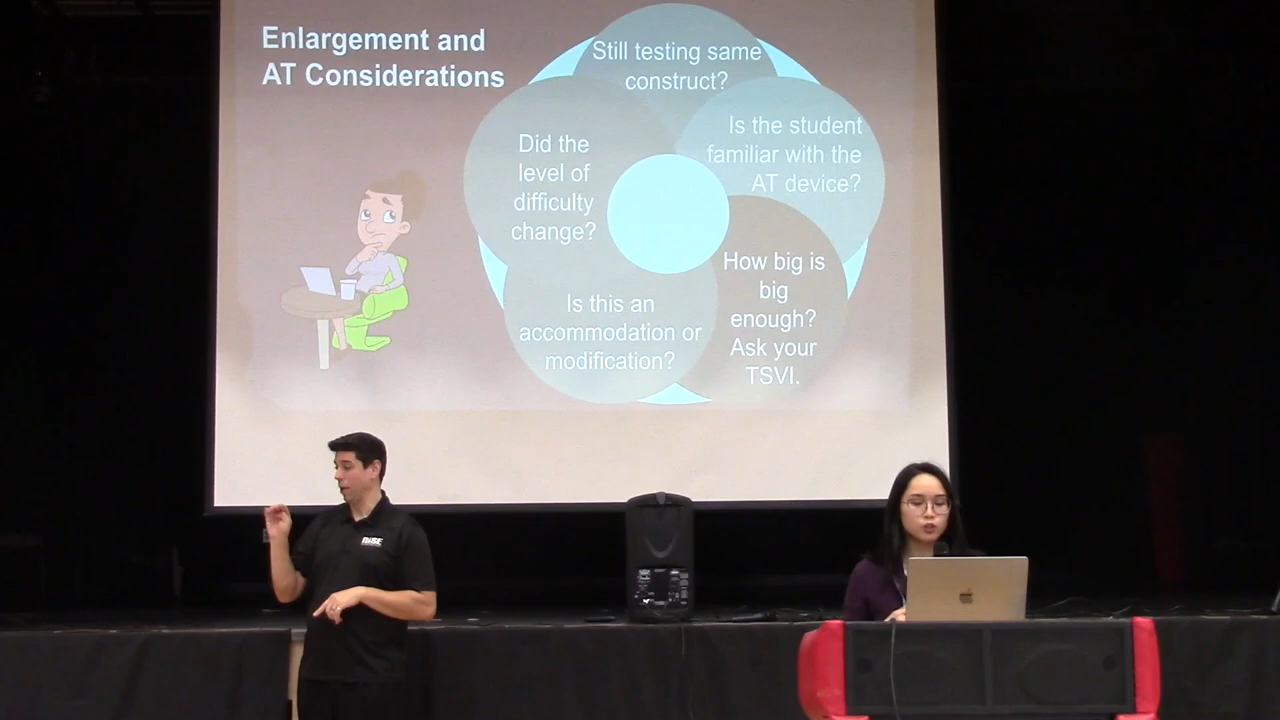 Enlargement and
AT Considerations
Still testing same
construct?
Is the student
familiar with the
AT device?
How big is
big
enough?
Ask your
TSVI.
Is this an
accommodation or
modification?
Did the
level of
difficulty
change?
RISE